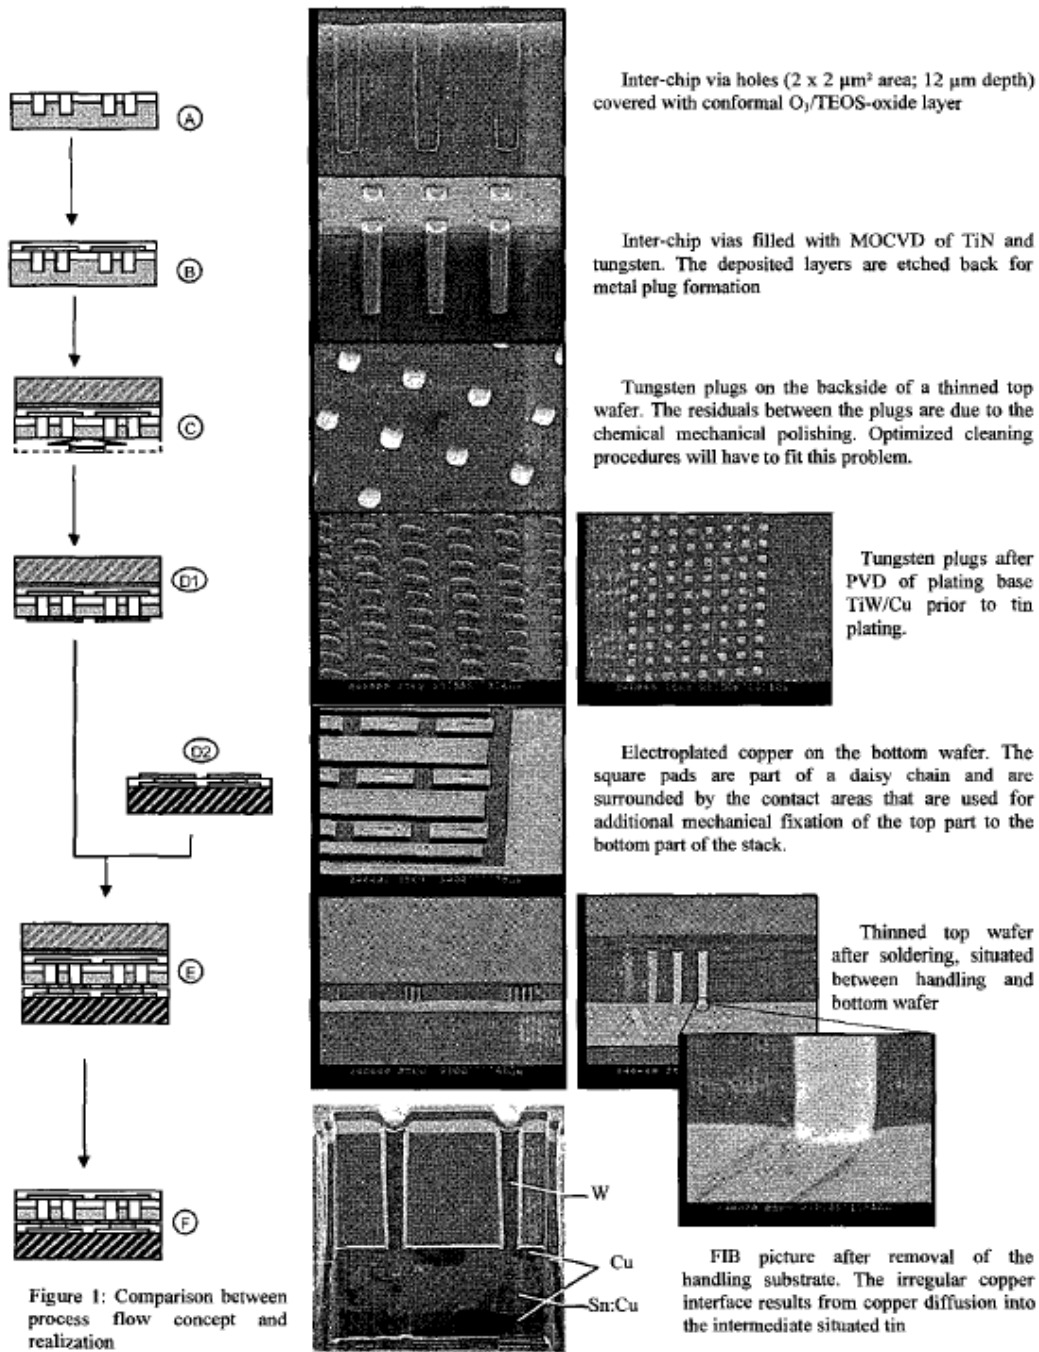 Inter-chip via holes (2 x 2 μm² area; 12 μm depth)
covered with conformal O₃/TEOS-oxide layer
A
Inter-chip vias filled with MOCVD of TiN and
tungsten. The deposited layers are etched back for
metal plug formation
B
Tungsten plugs on the backside of a thinned top
wafer. The residuals between the plugs are due to the
chemical mechanical polishing. Optimized cleaning
procedures will have to fit this problem.
C
Tungsten plugs after
PVD of plating base
TiW/Cu prior to tin
plating.
D1
Electroplated copper on the bottom wafer. The
square pads are part of a daisy chain and are
surrounded by the contact areas that are used for
additional mechanical fixation of the top part to the
bottom part of the stack.
D2
Thinned top wafer
after soldering, situated
between handling and
bottom wafer
E
W
Cu
Sn:Cu
F
FIB picture after removal of the
handling substrate. The irregular copper
interface results from copper diffusion into
the intermediate situated tin
Figure 1: Comparison between
process flow concept and
realization